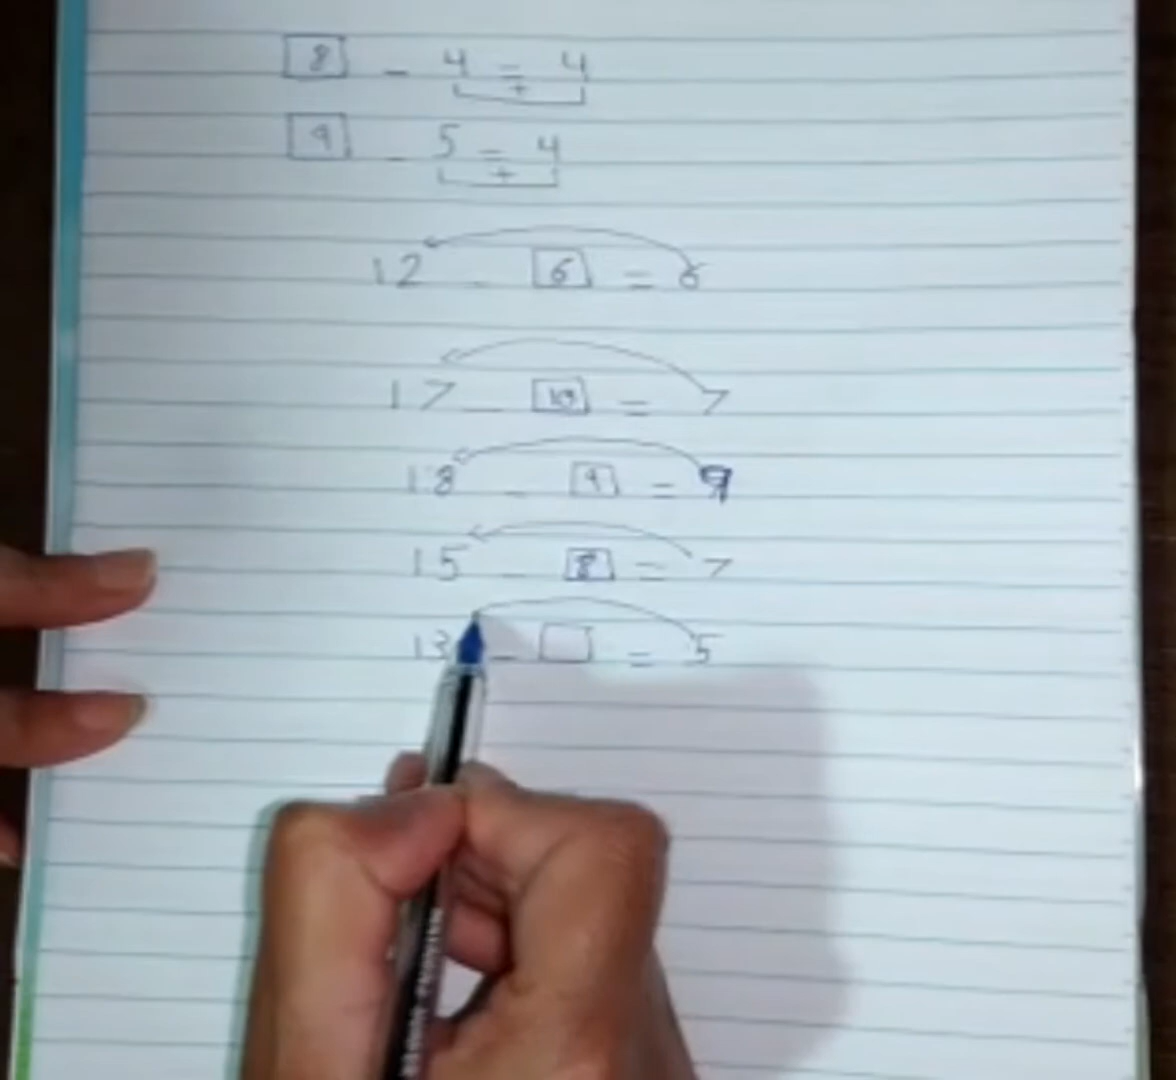 8 - 4 = 4
+
9 - 5 = 4
+
12 - 6 = 6
17 - 10 = 7
18 - 9 = 9
15 - 8 = 7
13 - = 5